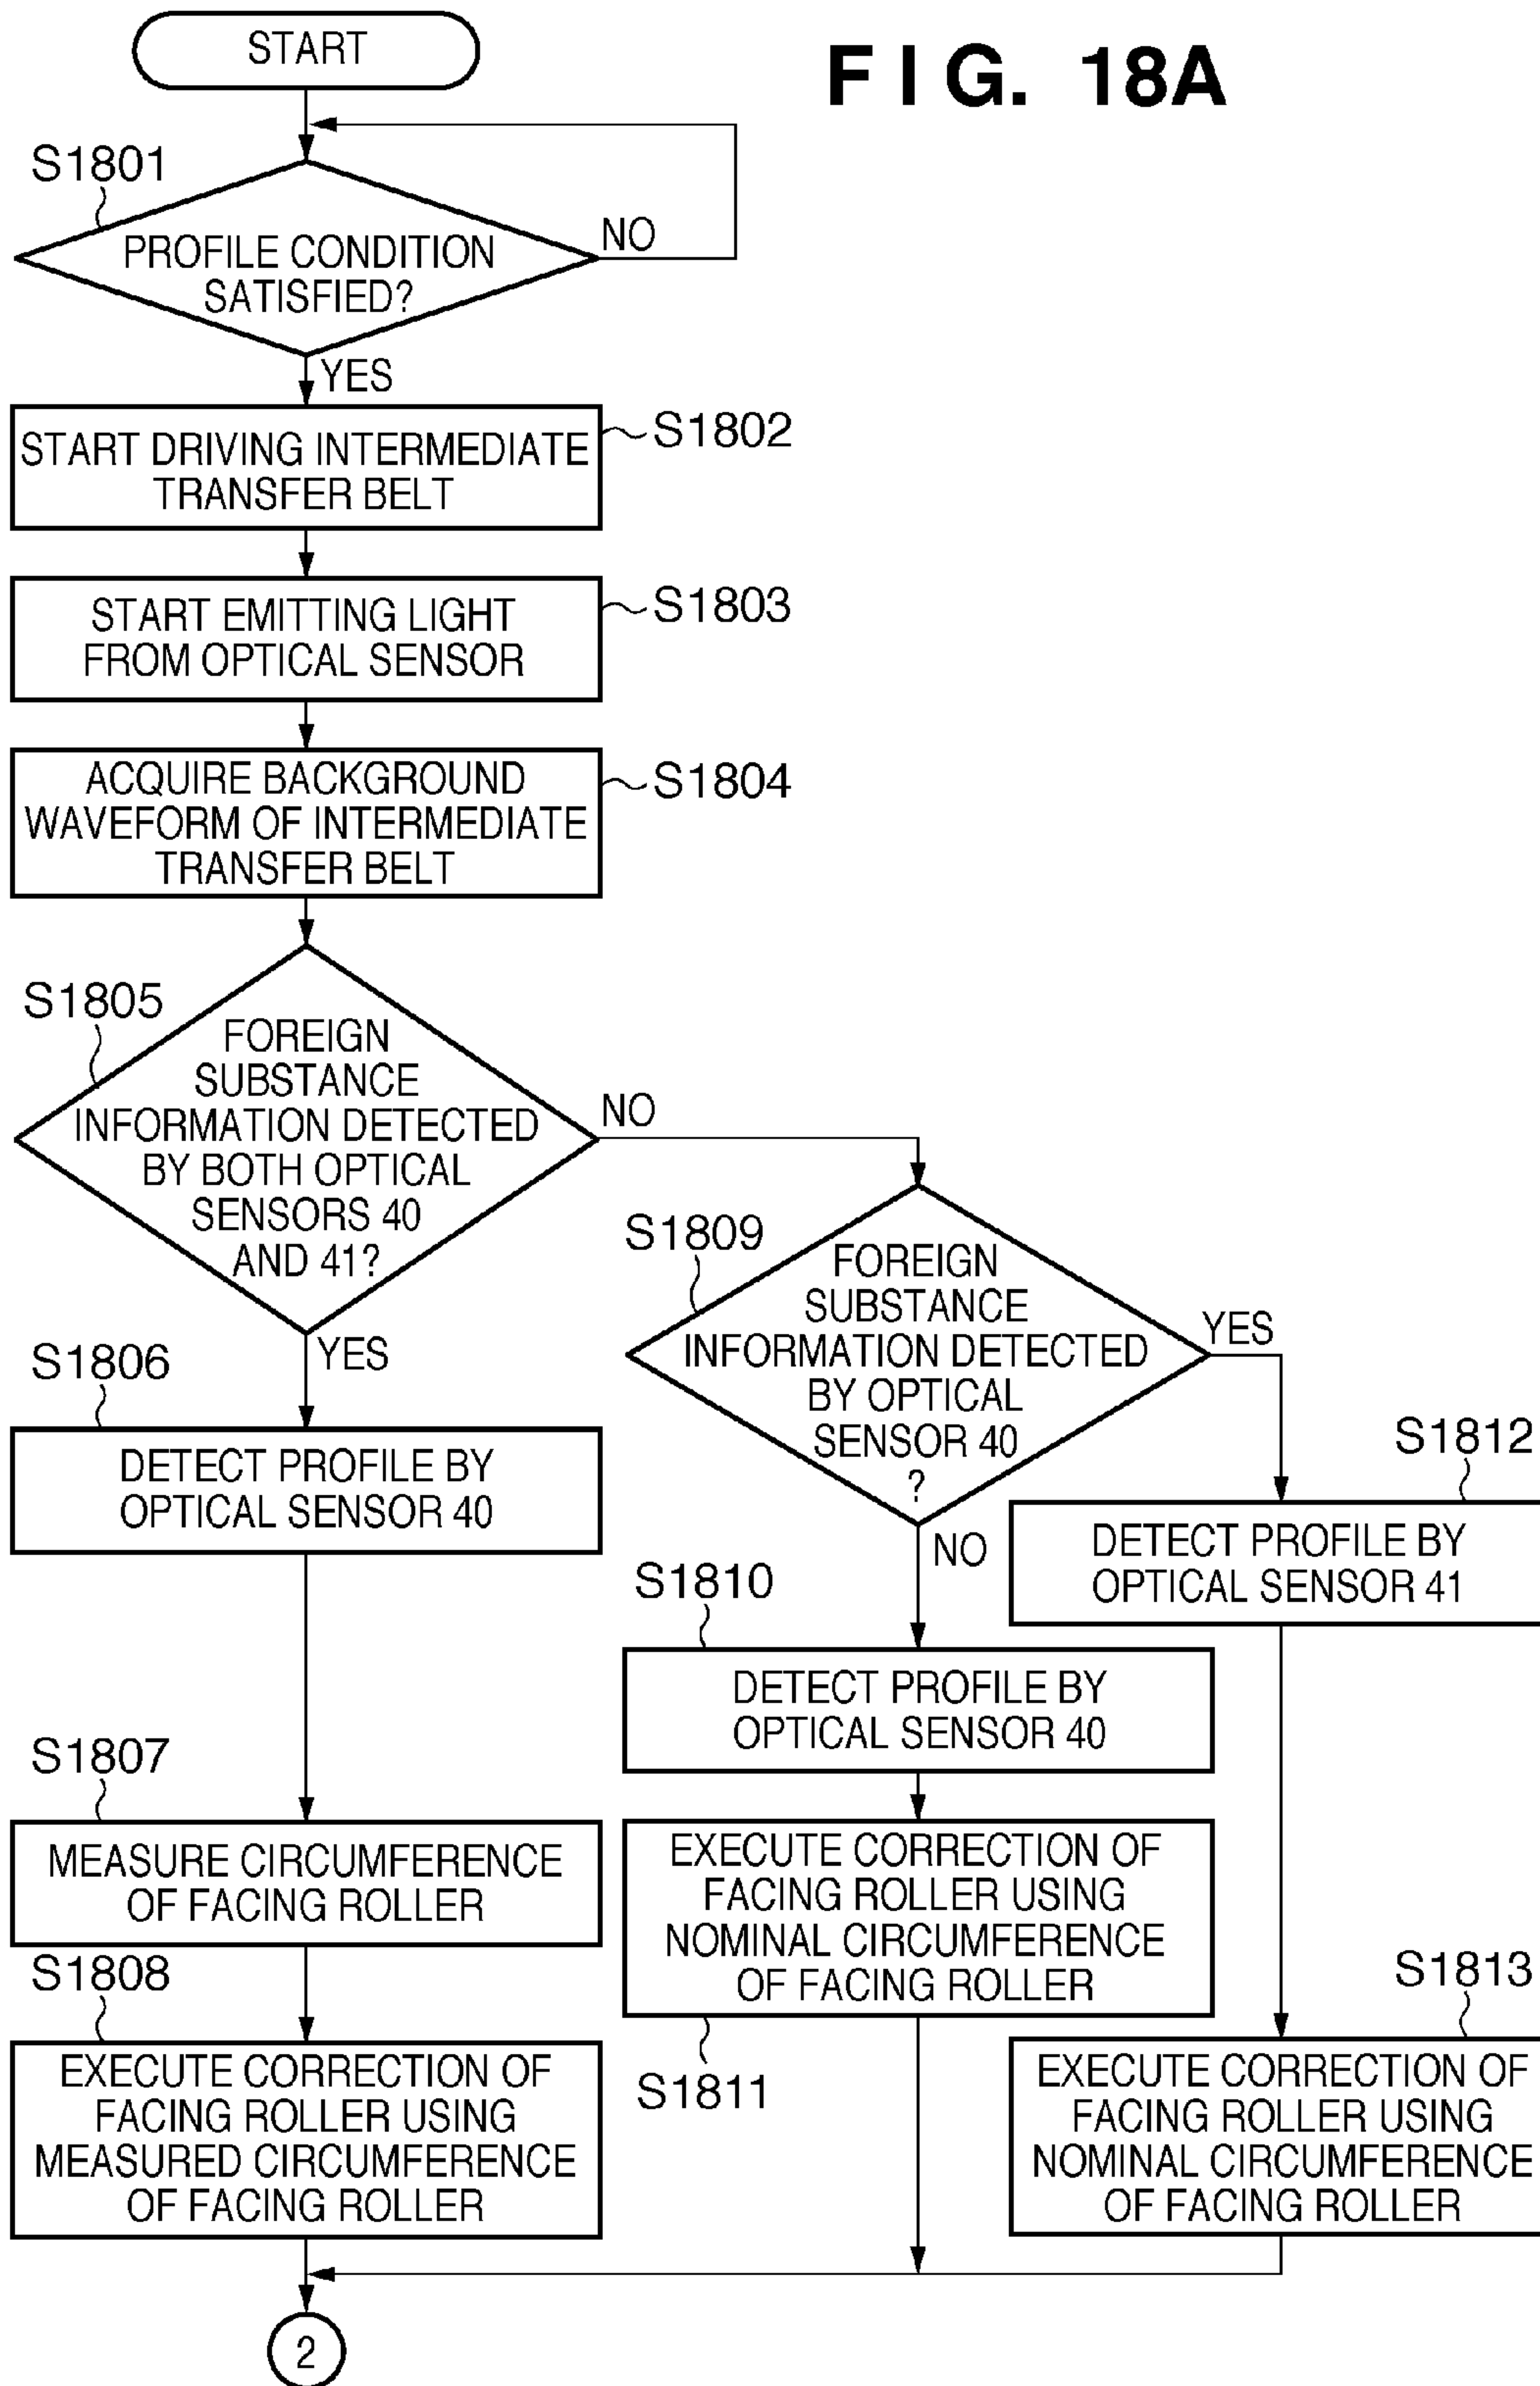 FIG. 18A
START
S1801
PROFILE CONDITION
SATISFIED?
NO
YES
START DRIVING INTERMEDIATE
TRANSFER BELT
S1802
START EMITTING LIGHT
FROM OPTICAL SENSOR
S1803
ACQUIRE BACKGROUND
WAVEFORM OF INTERMEDIATE
TRANSFER BELT
S1804
S1805
FOREIGN
SUBSTANCE
INFORMATION DETECTED
BY BOTH OPTICAL
SENSORS 40
AND 41?
NO
YES
S1806
DETECT PROFILE BY
OPTICAL SENSOR 40
S1807
MEASURE CIRCUMFERENCE
OF FACING ROLLER
S1808
EXECUTE CORRECTION OF
FACING ROLLER USING
MEASURED CIRCUMFERENCE
OF FACING ROLLER
S1809
FOREIGN
SUBSTANCE
INFORMATION DETECTED
BY OPTICAL
SENSOR 40
?
YES
NO
S1810
DETECT PROFILE BY
OPTICAL SENSOR 40
EXECUTE CORRECTION OF
FACING ROLLER USING
NOMINAL CIRCUMFERENCE
OF FACING ROLLER
S1811
S1812
DETECT PROFILE BY
OPTICAL SENSOR 41
S1813
EXECUTE CORRECTION OF
FACING ROLLER USING
NOMINAL CIRCUMFERENCE
OF FACING ROLLER
2